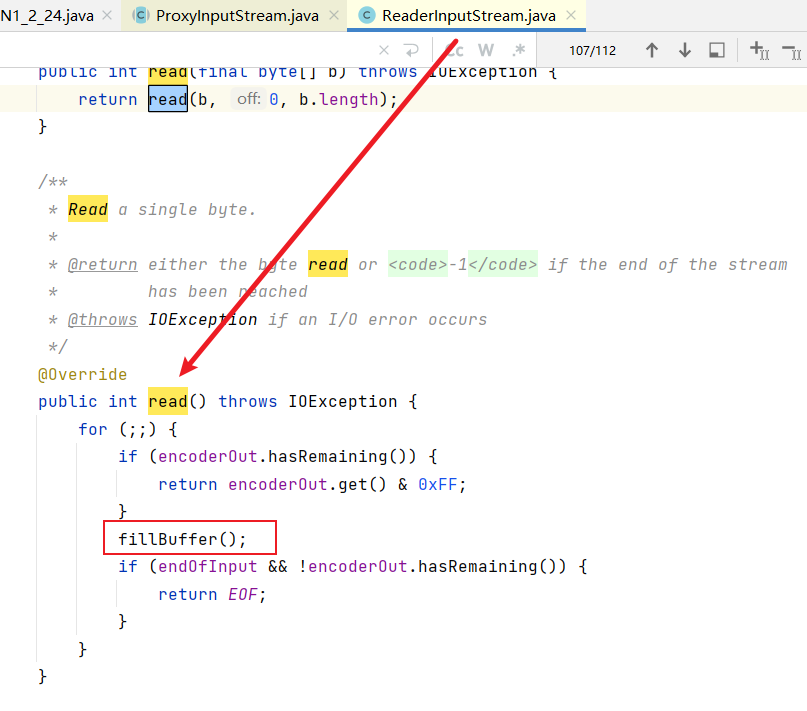 N1_2_24.java × C ProxyInputStream.java × C ReaderInputStream.java ×
× Cc W .* 107/112
public int read(final byte[] b) throws IOException {
return read(b, off: 0, b.length);
}
/**
* Read a single byte.
*
* @return either the byte read or <code>-1</code> if the end of the stream
* has been reached
* @throws IOException if an I/O error occurs
*/
@Override
public int read() throws IOException {
for (;;) {
if (encoderOut.hasRemaining()) {
return encoderOut.get() & 0xFF;
}
fillBuffer();
if (endOfInput && !encoderOut.hasRemaining()) {
return EOF;
}
}
}